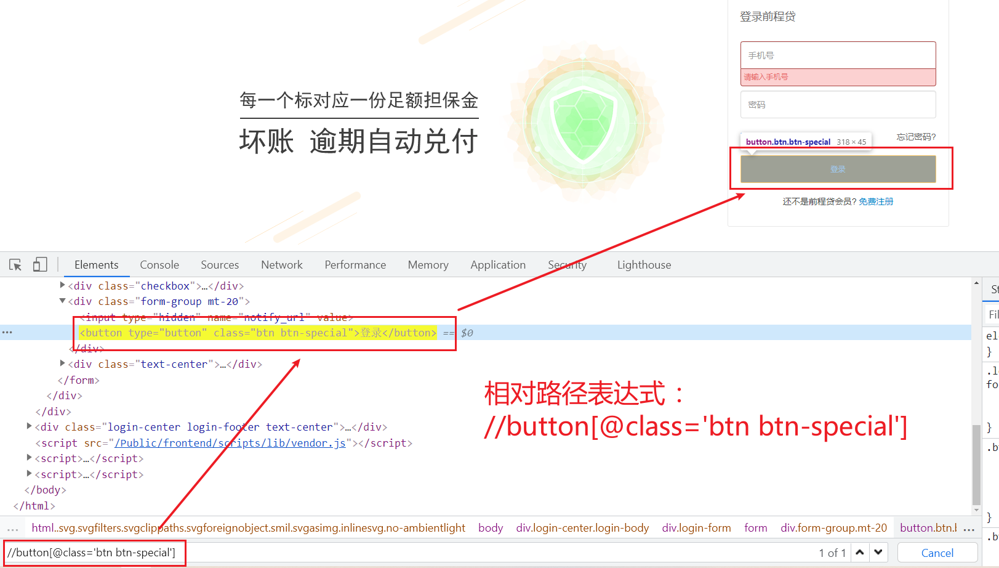 登录前程贷
手机号
请输入手机号
密码
忘记密码?
button.btn.btn-special 318 × 45
登录
还不是前程贷会员? 免费注册
每一个标对应一份足额担保金
坏账 逾期自动兑付
Elements Console Sources Network Performance Memory Application Security Lighthouse
<div class="checkbox">…</div>
<div class="form-group mt-20">
<input type="hidden" name="notify_url" value>
<button type="button" class="btn btn-special">登录</button> == $0
</div>
<div class="text-center">…</div>
</form>
</div>
</div>
<div class="login-center login-footer text-center">…</div>
<script src="/Public/frontend/scripts/lib/vendor.js"></script>
<script>…</script>
<script>…</script>
</body>
</html>
相对路径表达式：
//button[@class='btn btn-special']
St
Fil
el
}
.l
fo
}
.b
}
.b
... html..svg.svgfilters.svgclippaths.svgforeignobject.smil.svgasimg.inlinesvg.no-ambientlight body div.login-center.login-body div.login-form form div.form-group.mt-20 button.btn.b ...
//button[@class='btn btn-special'] 1 of 1 Cancel